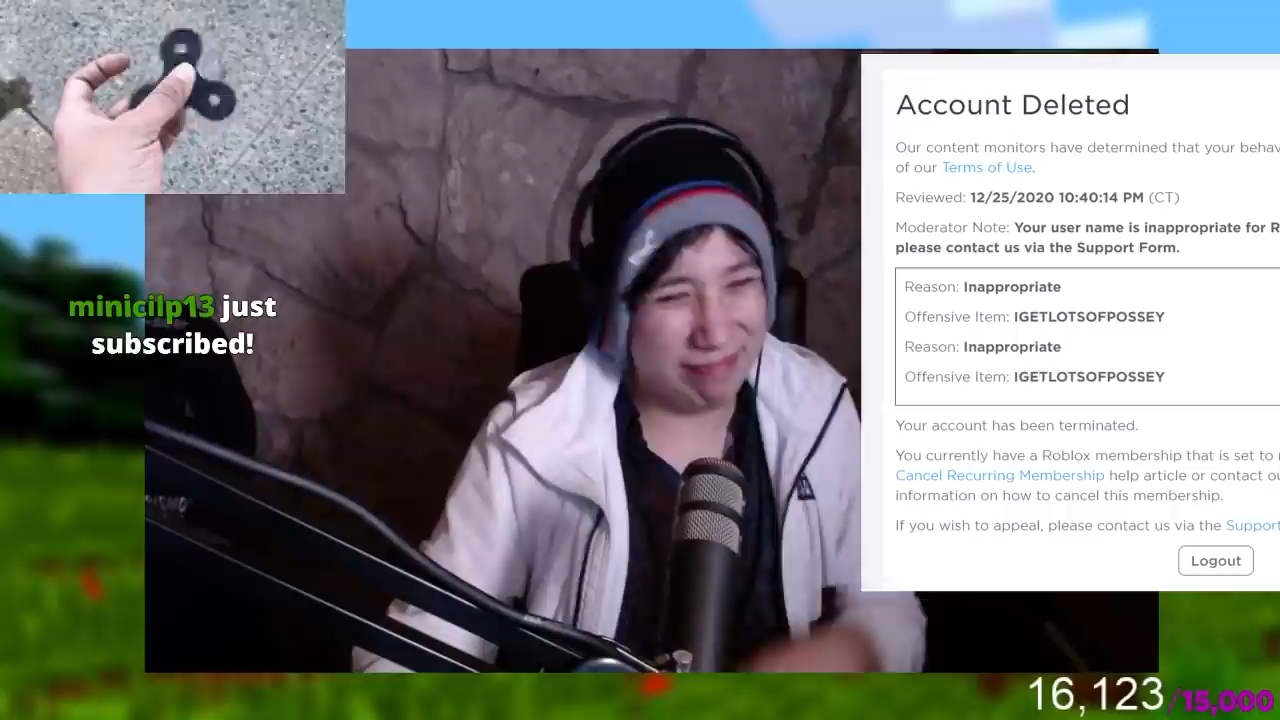 Account Deleted
Our content monitors have determined that your behav
of our Terms of Use.
Reviewed: 12/25/2020 10:40:14 PM (CT)
Moderator Note: Your user name is inappropriate for R
please contact us via the Support Form.
Reason: Inappropriate
Offensive Item: IGETLOTSOFPOSSEY
Reason: Inappropriate
Offensive Item: IGETLOTSOFPOSSEY
Your account has been terminated.
You currently have a Roblox membership that is set to
Cancel Recurring Membership help article or contact
information on how to cancel this membership.
If you wish to appeal, please contact us via the Support
Logout
minicilp13 just
subscribed!
16,123/15,000